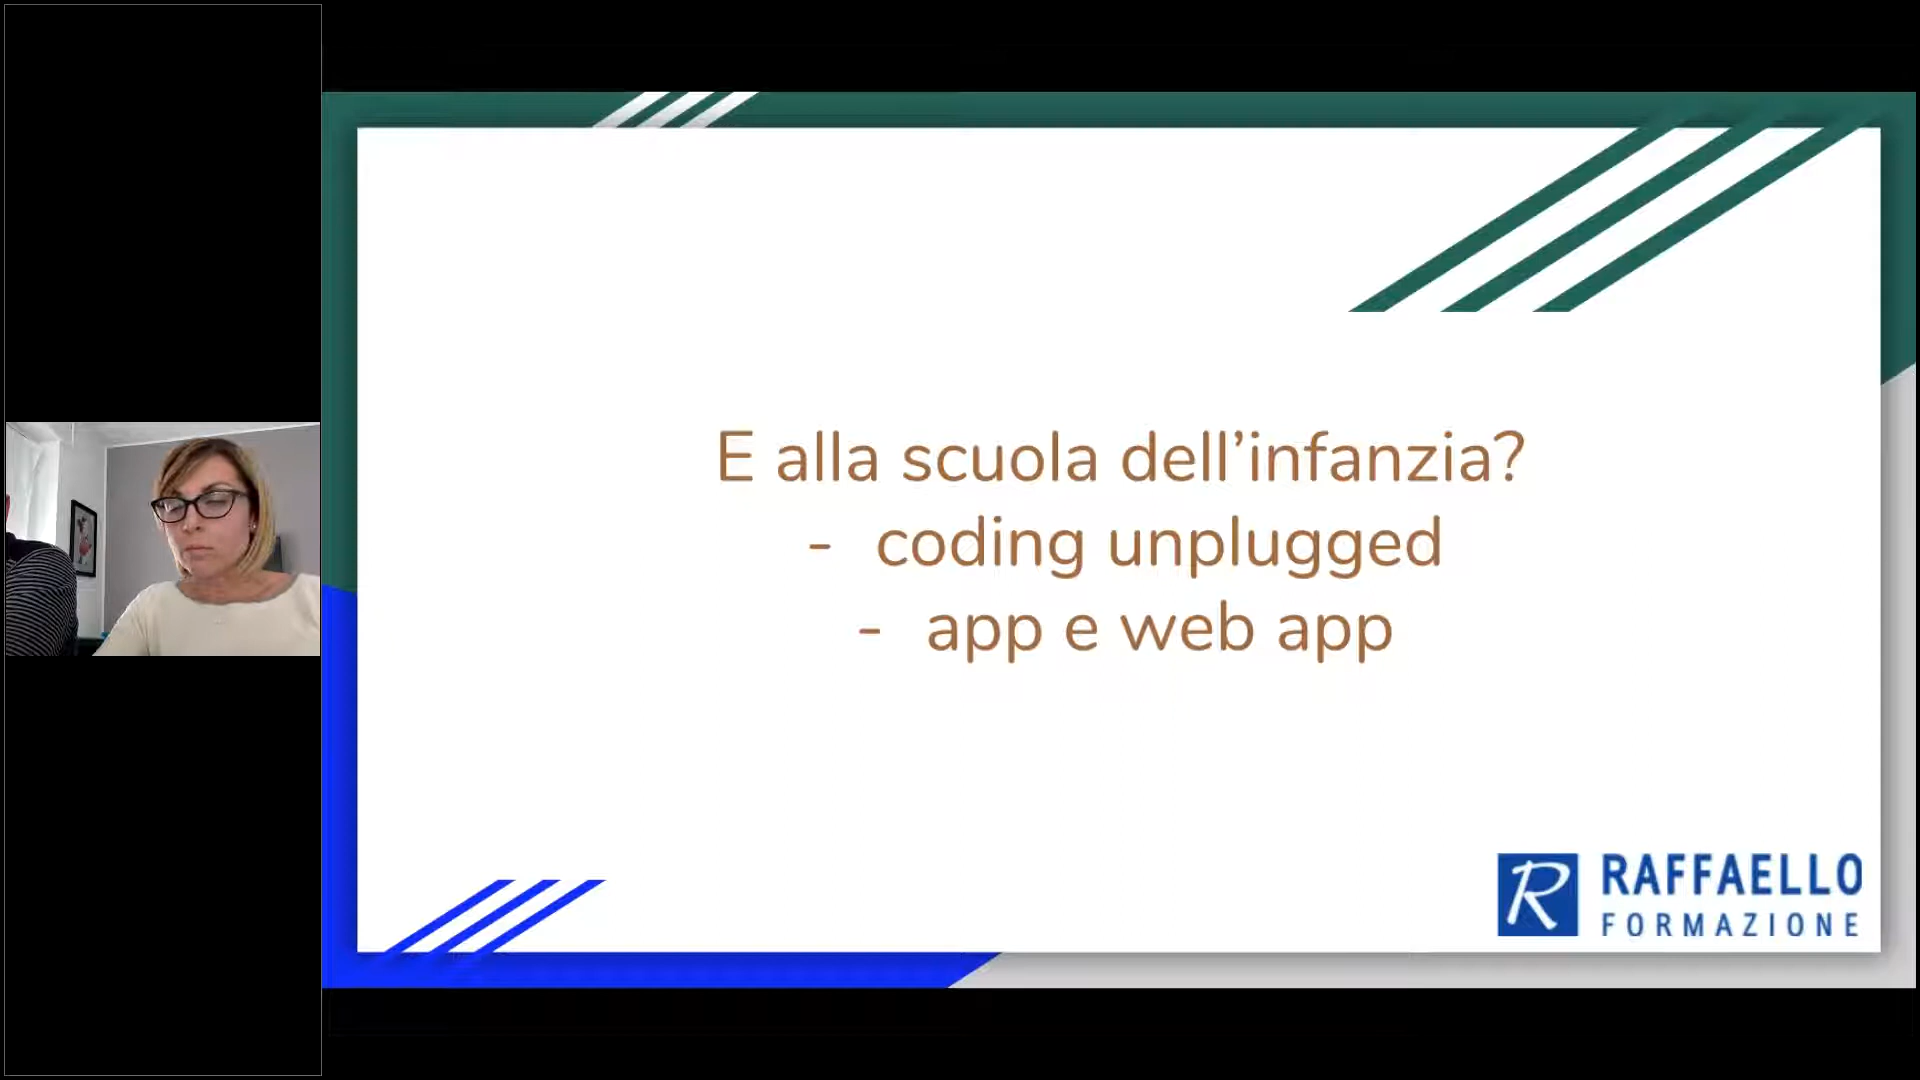 E alla scuola dell’infanzia?
- coding unplugged
- app e web app
R RAFFAELLO
FORMAZIONE